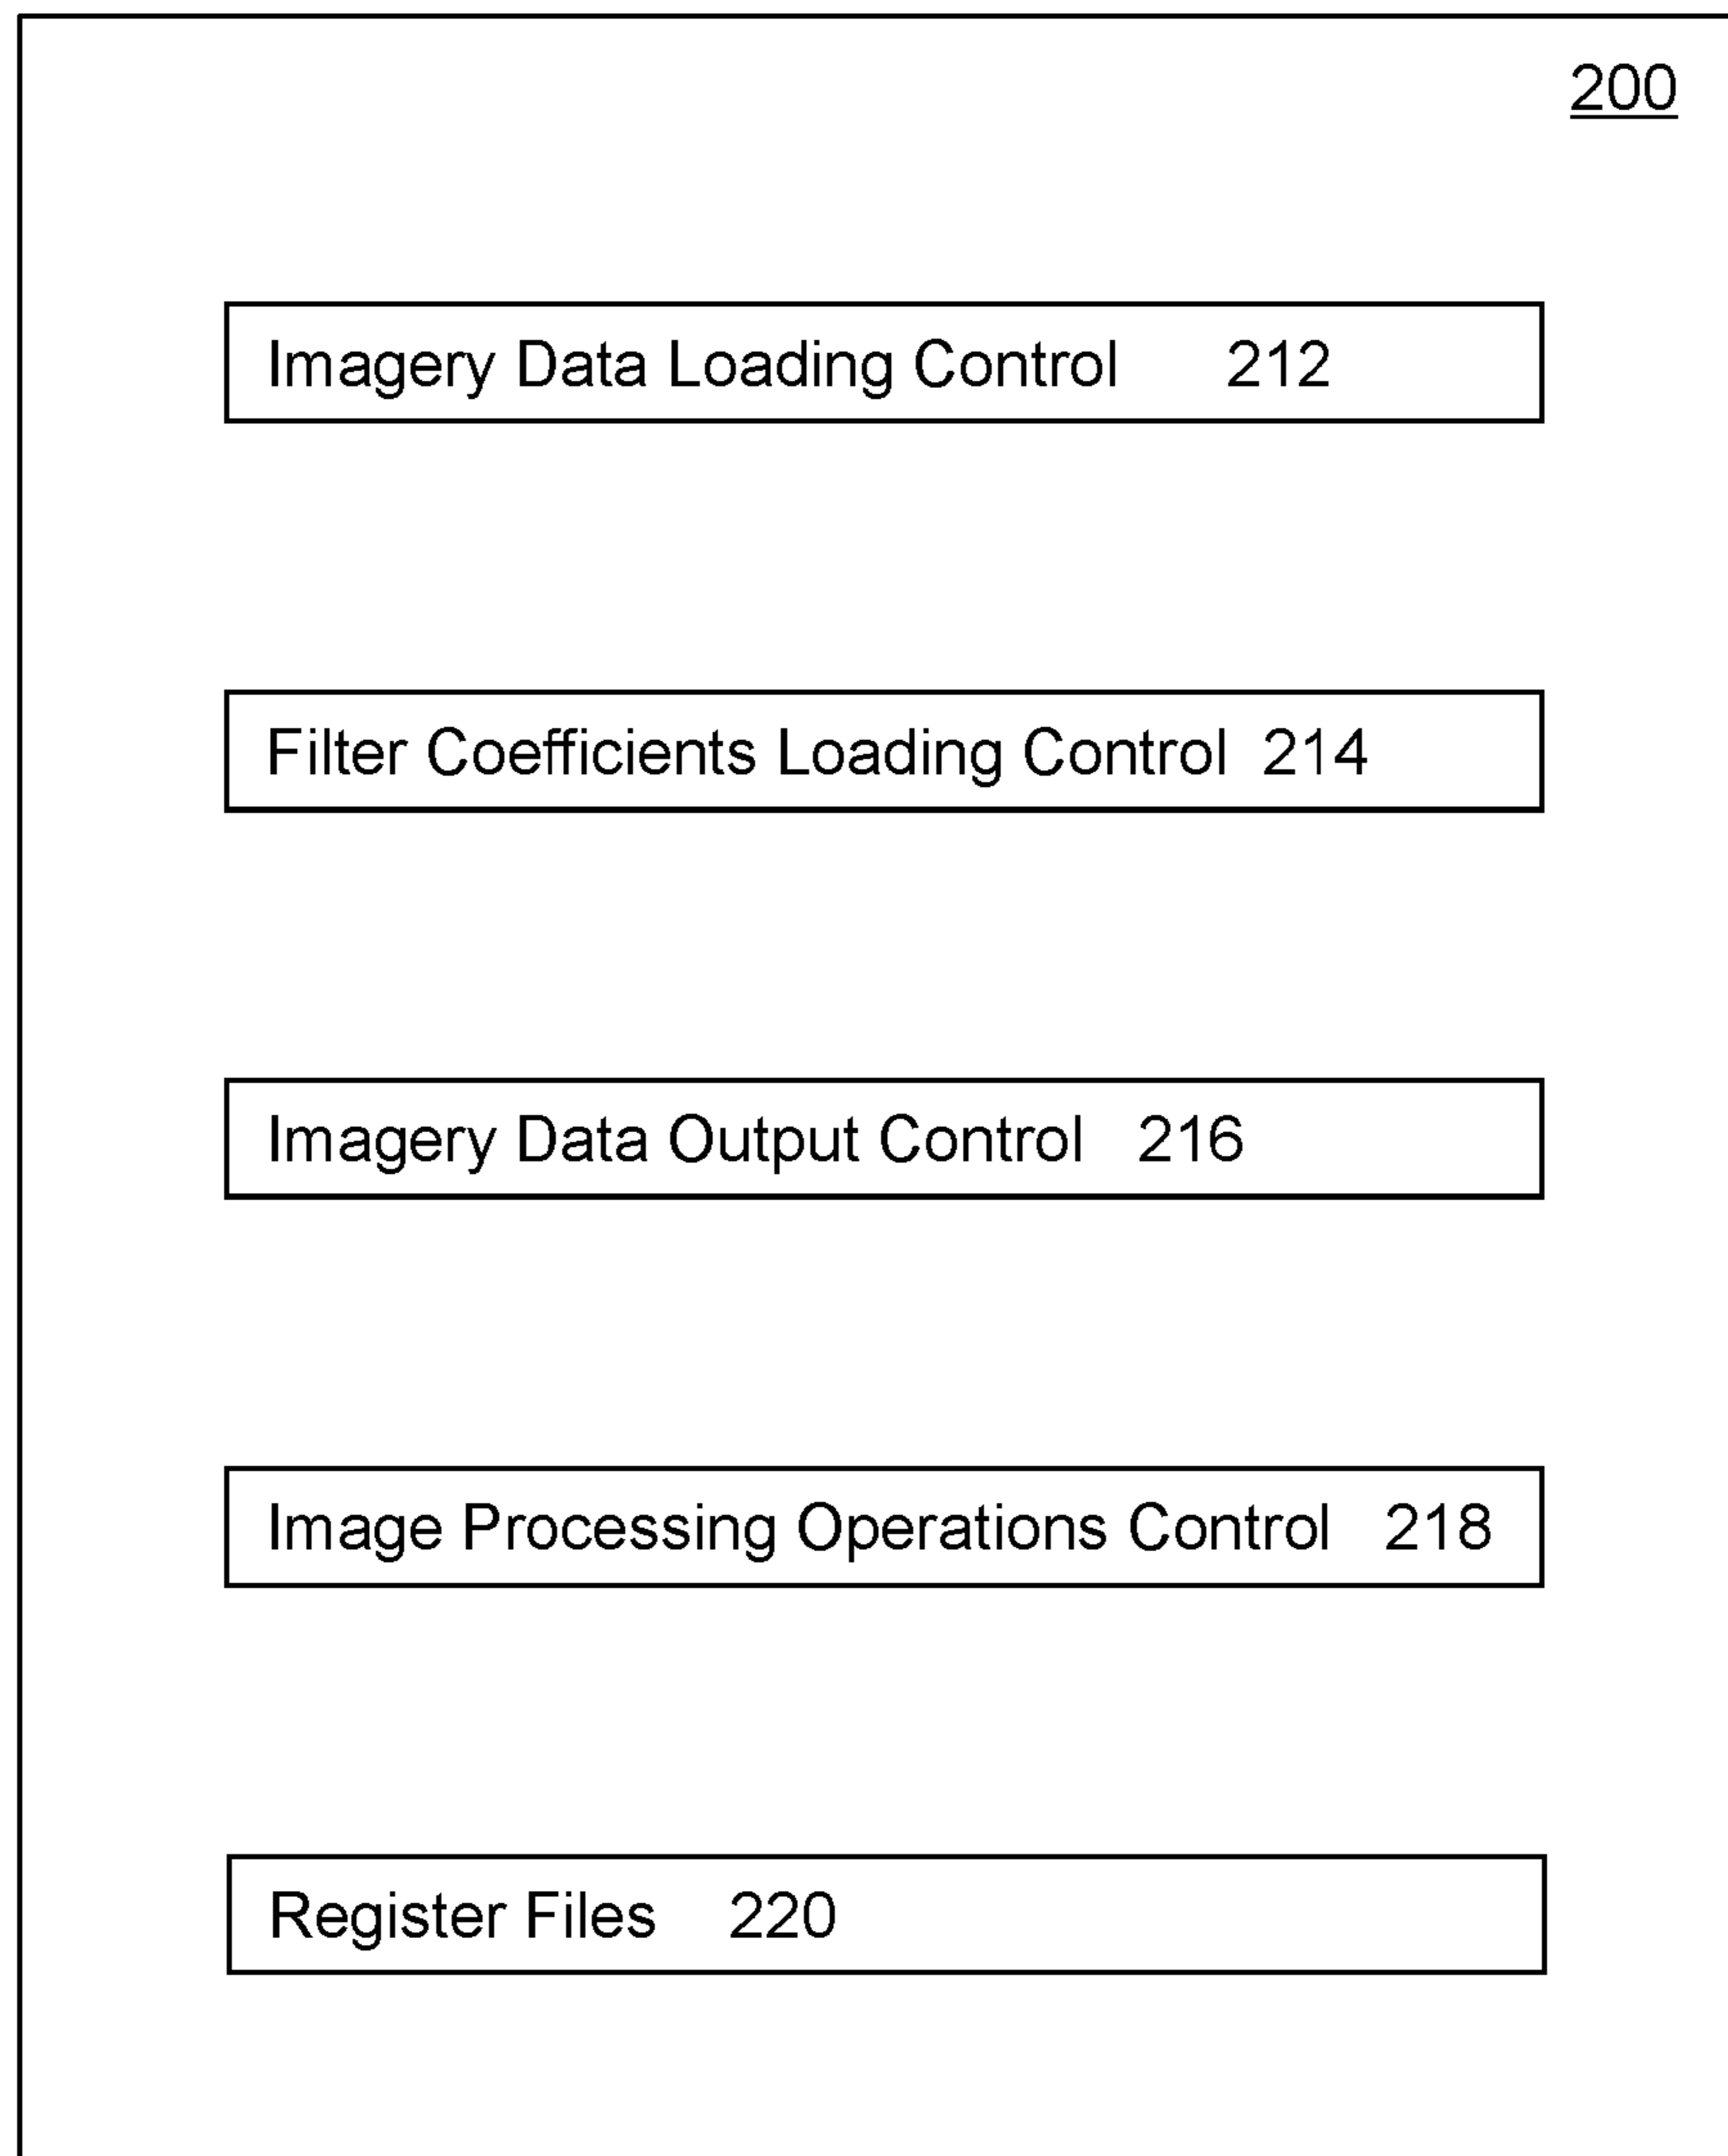 200
Imagery Data Loading Control 212
Filter Coefficients Loading Control 214
Imagery Data Output Control 216
Image Processing Operations Control 218
Register Files 220